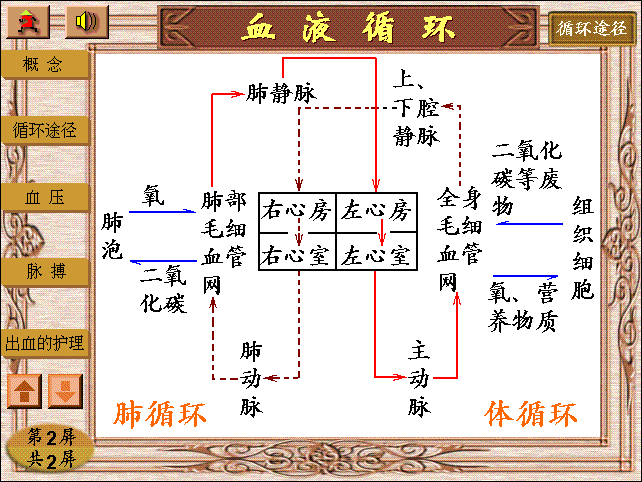 血液循环
循环途径
概念
循环途径
血压
脉搏
出血的护理
第2屏
共2屏
肺静脉
上、
下腔
静脉
二氧化
碳等废
物
氧
肺部
毛细
血管
网
右心房
左心房
右心室
左心室
全身
毛细
血管
网
组
织
细
胞
肺
泡
二氧
化碳
氧、营
养物质
肺
动
脉
主
动
脉
肺循环
体循环